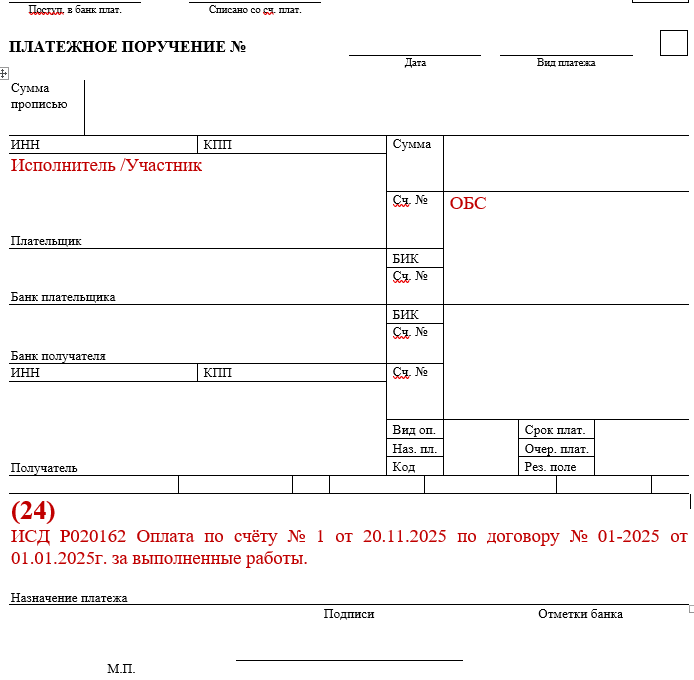 Поступ. в банк плат. Списано со сч. плат.
ПЛАТЕЖНОЕ ПОРУЧЕНИЕ №
Дата Вид платежа
Сумма
прописью
ИНН КПП Сумма
Исполнитель /Участник
Сч. № ОБС
Плательщик
БИК
Сч. №
Банк плательщика
БИК
Сч. №
Банк получателя
ИНН КПП Сч. №
Вид оп. Срок плат.
Наз. пл. Очер. плат.
Получатель Код Рез. поле
(24)
ИСД Р020162 Оплата по счёту № 1 от 20.11.2025 по договору № 01-2025 от
01.01.2025г. за выполненные работы.
Назначение платежа
Подписи Отметки банка
М.П.